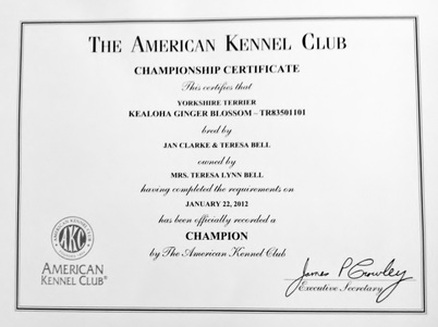 THE AMERICAN KENNEL CLUB
CHAMPIONSHIP CERTIFICATE
This certifies that
YORKSHIRE TERRIER
KEALOHA GINGER BLOSSOM – TR83501101
bred by
JAN CLARKE & TERESA BELL
owned by
MRS. TERESA LYNN BELL
having completed the requirements on
JANUARY 22, 2012
has been officially recorded a
CHAMPION
by The American Kennel Club
AKC
AMERICAN
KENNEL CLUB®
James P Crowley
Executive Secretary